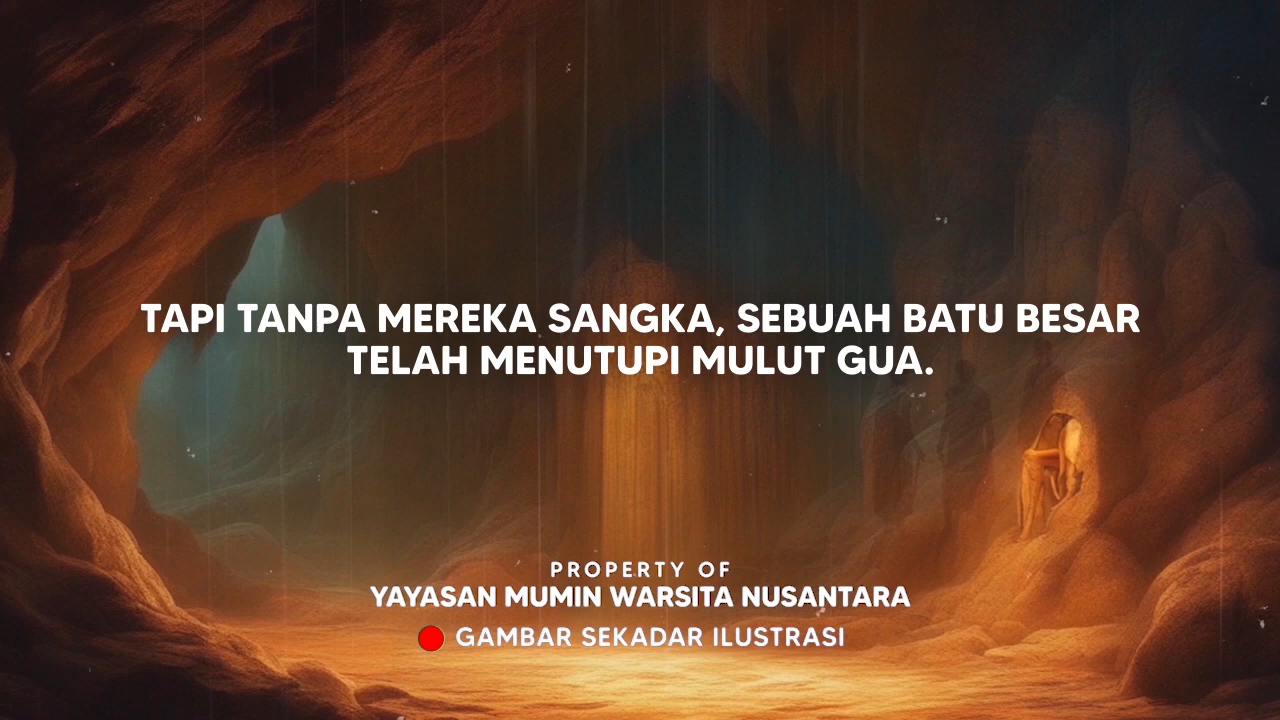 TAPI TANPA MEREKA SANGKA, SEBUAH BATU BESAR
TELAH MENUTUPI MULUT GUA.
PROPERTY OF
YAYASAN MUMIN WARSITA NUSANTARA
GAMBAR SEKADAR ILUSTRASI